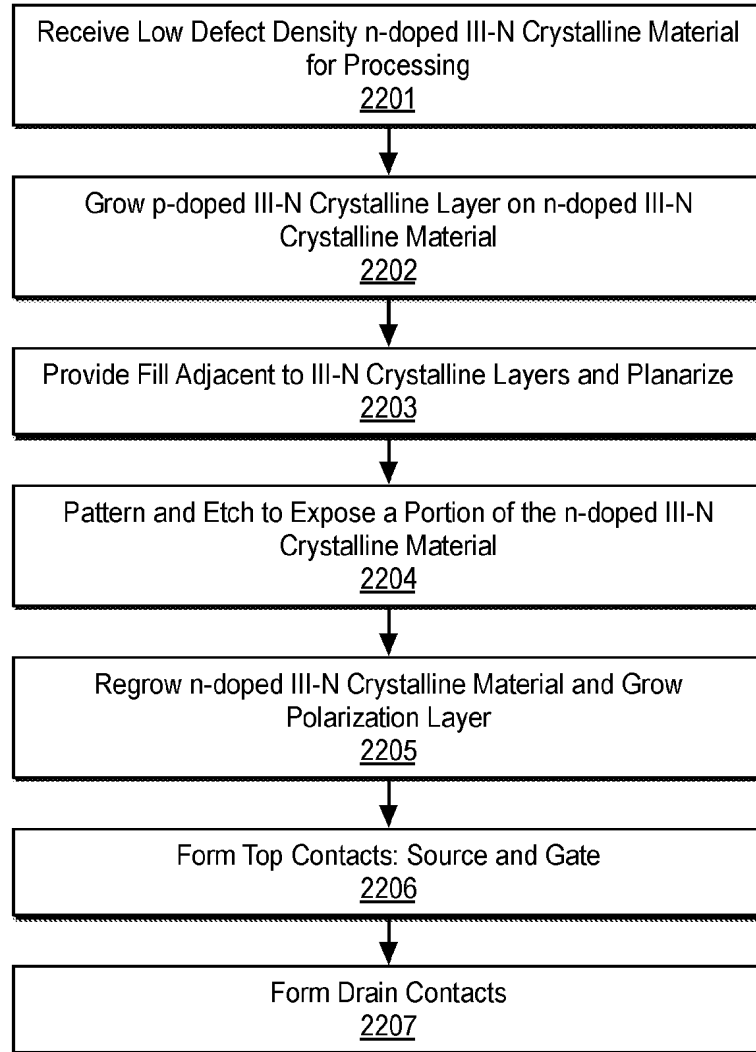 Receive Low Defect Density n-doped III-N Crystalline Material
for Processing
2201
Grow p-doped III-N Crystalline Layer on n-doped III-N
Crystalline Material
2202
Provide Fill Adjacent to III-N Crystalline Layers and Planarize
2203
Pattern and Etch to Expose a Portion of the n-doped III-N
Crystalline Material
2204
Regrow n-doped III-N Crystalline Material and Grow
Polarization Layer
2205
Form Top Contacts: Source and Gate
2206
Form Drain Contacts
2207